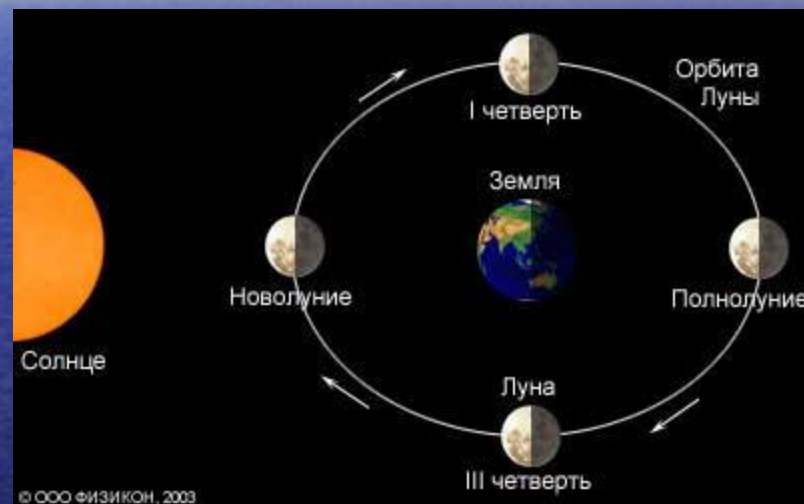 Орбита
Луны
I четверть
Земля
Новолуние
Полнолуние
Солнце
Луна
III четверть
© ООО ФИЗИКОН, 2003